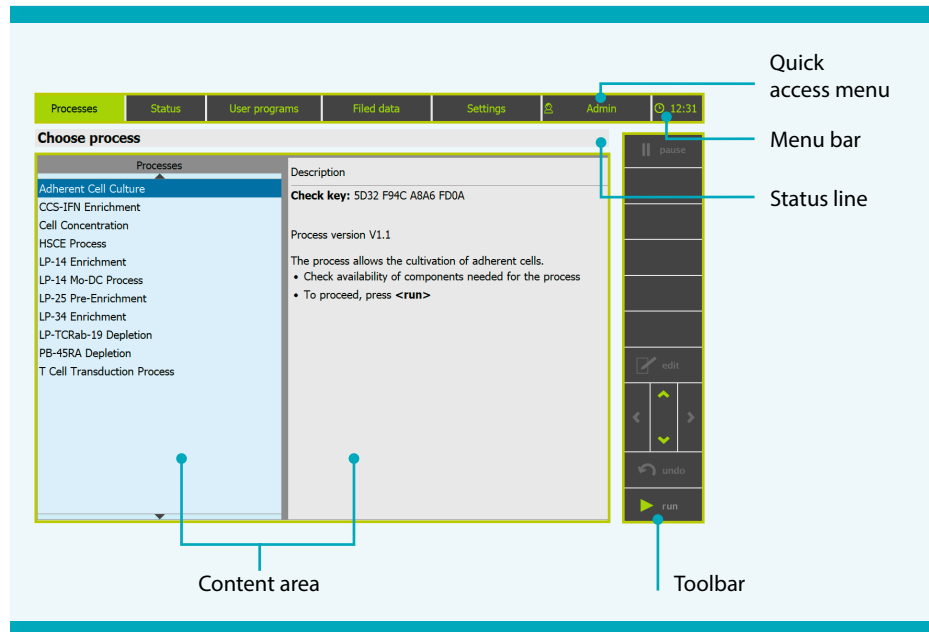 Quick
access menu
Processes
Status
User programs
Filed data
Settings
Admin
12:31
Menu bar
Choose process
pause
Status line
Processes
Adherent Cell Culture
CCS-IFN Enrichment
Cell Concentration
HSCE Process
LP-14 Enrichment
LP-14 Mo-DC Process
LP-25 Pre-Enrichment
LP-34 Enrichment
LP-TCRab-19 Depletion
PB-45RA Depletion
T Cell Transduction Process
Description
Check key: 5D32 F94C A8A6 FD0A
Process version V1.1
The process allows the cultivation of adherent cells.
• Check availability of components needed for the process
• To proceed, press <run>
edit
undo
run
Content area
Toolbar